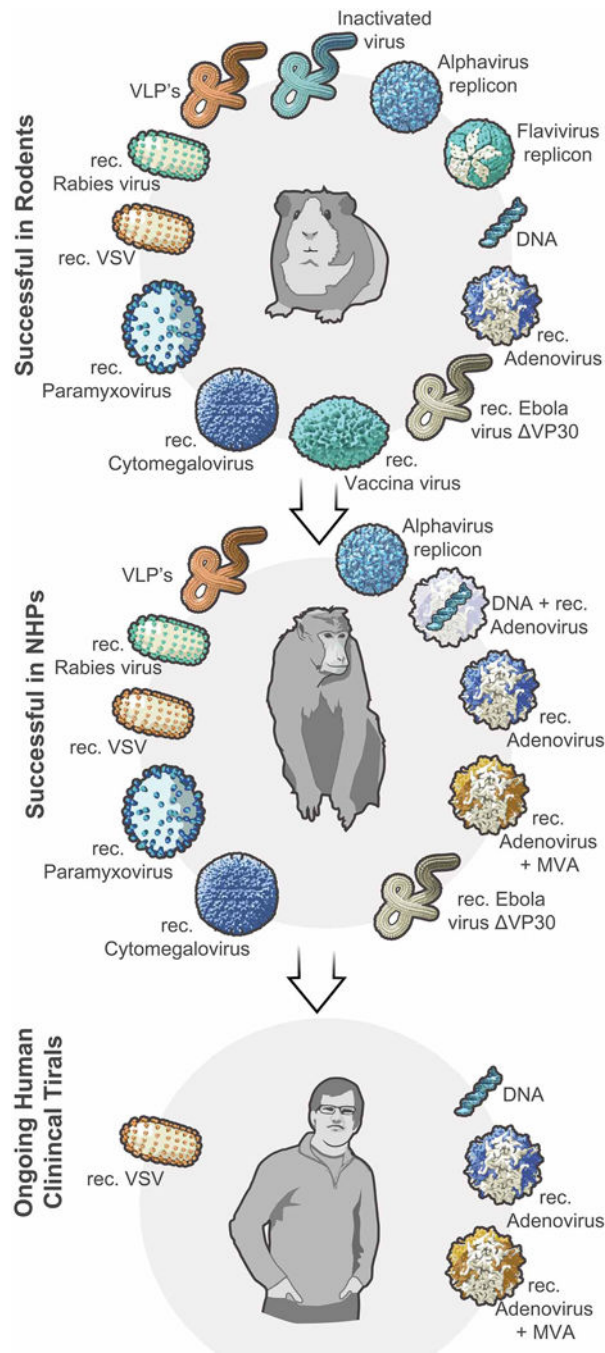 Successful in Rodents
Inactivated
virus
VLP's
Alphavirus
replicon
rec.
Rabies virus
Flavivirus
replicon
rec. VSV
DNA
rec.
Paramyxovirus
rec.
Adenovirus
rec.
Cytomegalovirus
rec. Ebola
virus ΔVP30
rec.
Vaccina virus
Successful in NHPs
Alphavirus
replicon
VLP's
DNA + rec.
Adenovirus
rec.
Rabies virus
rec. VSV
rec.
Adenovirus
rec.
Paramyxovirus
rec.
Adenovirus
+ MVA
rec.
Cytomegalovirus
rec. Ebola
virus ΔVP30
Ongoing Human
Clinincal Tirals
rec. VSV
DNA
rec.
Adenovirus
rec.
Adenovirus
+ MVA